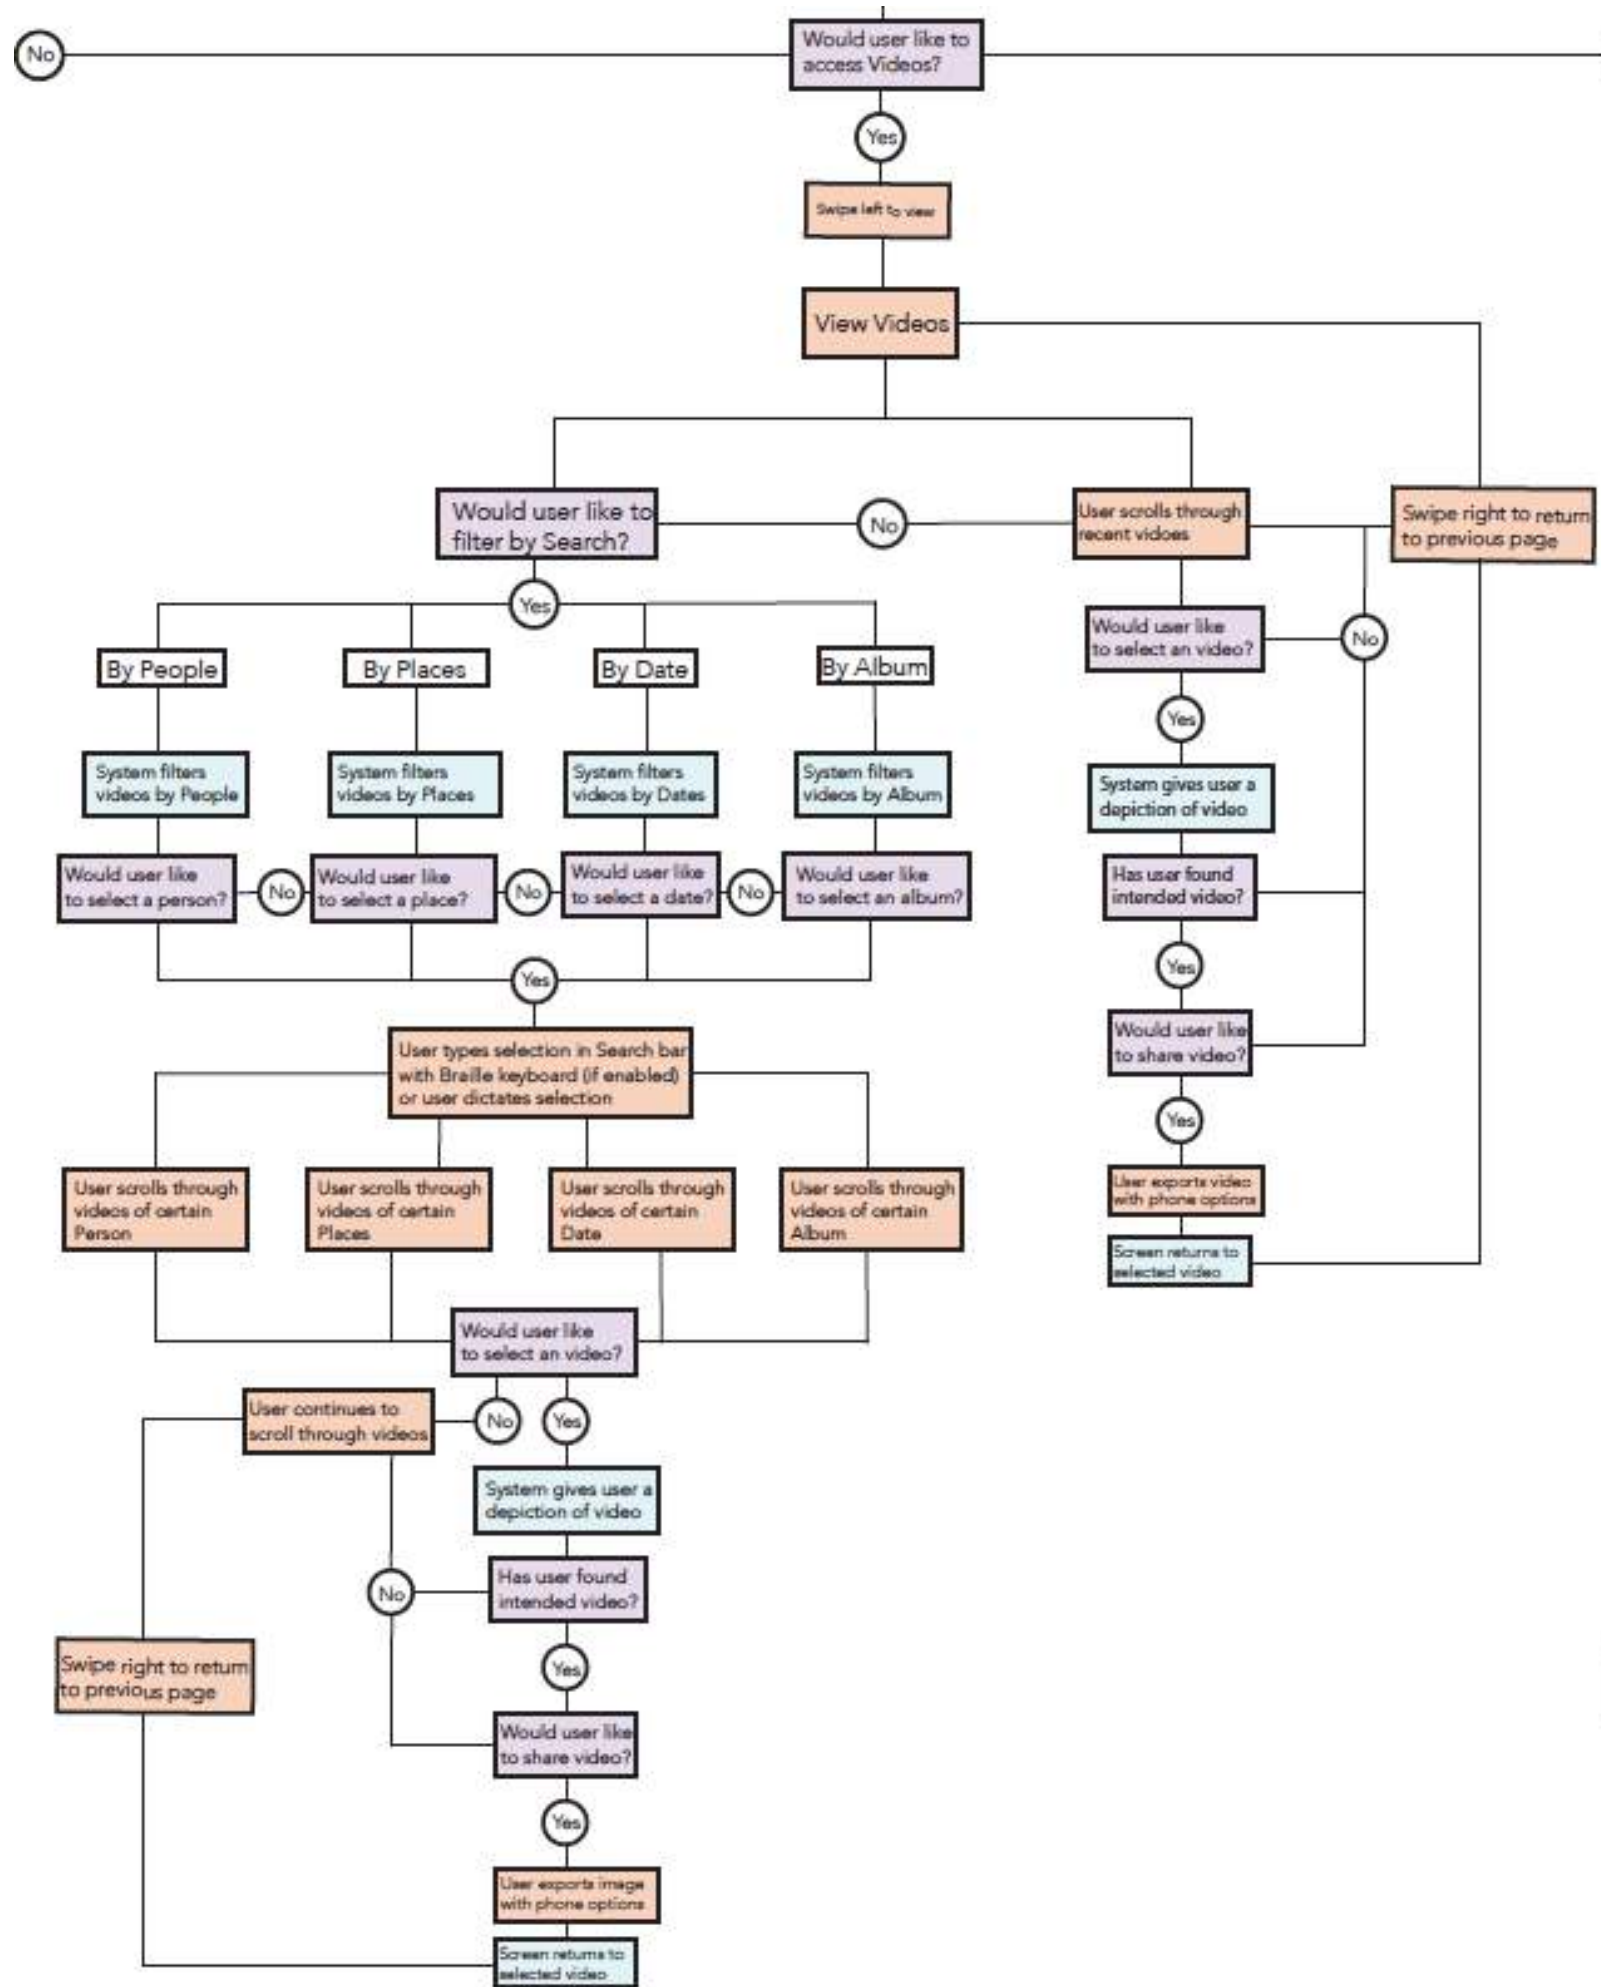 No
Would user like to
access Videos?
Yes
Swipe left to view
View Videos
Would user like to
filter by Search?
No
User scrolls through
recent vidoes
Swipe right to return
to previous page
Yes
By People
By Places
By Date
By Album
Would user like
to select an video?
No
Yes
System filters
videos by People
System filters
videos by Places
System filters
videos by Dates
System filters
videos by Album
System gives user a
depiction of video
Would user like
to select a person?
No
Would user like
to select a place?
No
Would user like
to select a date?
No
Would user like
to select an album?
Has user found
intended video?
Yes
Yes
Would user like
to share video?
User types selection in Search bar
with Braille keyboard (if enabled)
or user dictates selection
Yes
User scrolls through
videos of certain
Person
User scrolls through
videos of certain
Places
User scrolls through
videos of certain
Date
User scrolls through
videos of certain
Album
User exports video
with phone options
Screen returns to
selected video
Would user like
to select an video?
User continues to
scroll through videos
No
Yes
System gives user a
depiction of video
Has user found
intended video?
No
Yes
Swipe right to return
to previous page
Would user like
to share video?
Yes
User exports image
with phone options
Screen returns to
selected video